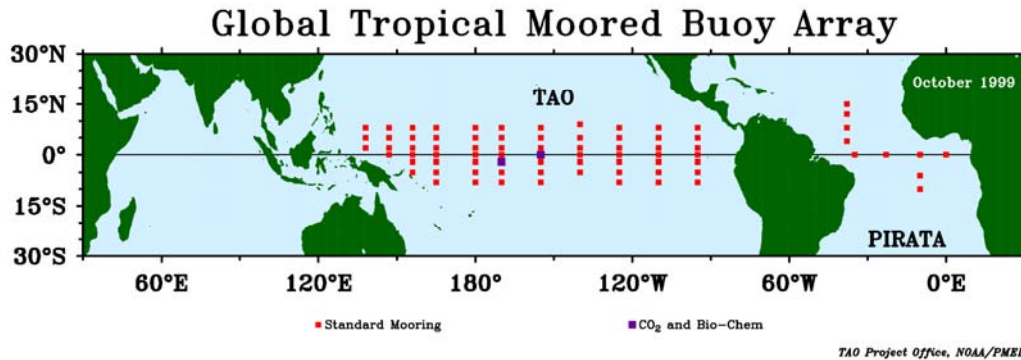 Global Tropical Moored Buoy Array
30°N
15°N
0°
15°S
30°S
October 1999
TAO
PIRATA
60°E 120°E 180° 120°W 60°W 0°E
Standard Mooring CO₂ and Bio-Chem
TAO Project Office, NOAA/PMEL